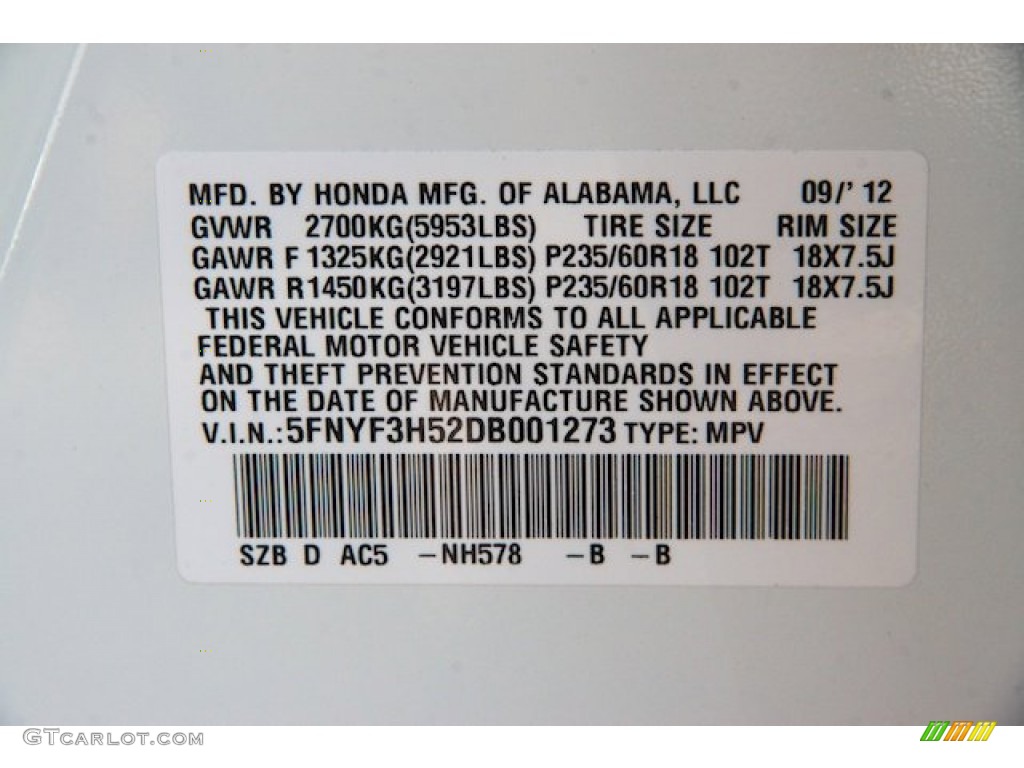 MFD. BY HONDA MFG. OF ALABAMA, LLC 09/' 12
GVWR 2700KG(5953LBS) TIRE SIZE RIM SIZE
GAWR F 1325KG(2921LBS) P235/60R18 102T 18X7.5J
GAWR R1450KG(3197LBS) P235/60R18 102T 18X7.5J
THIS VEHICLE CONFORMS TO ALL APPLICABLE
FEDERAL MOTOR VEHICLE SAFETY
AND THEFT PREVENTION STANDARDS IN EFFECT
ON THE DATE OF MANUFACTURE SHOWN ABOVE.
V.I.N.:5FNYF3H52DB001273 TYPE: MPV
SZB D AC5 –NH578 –B –B
GTCARLOT.COM